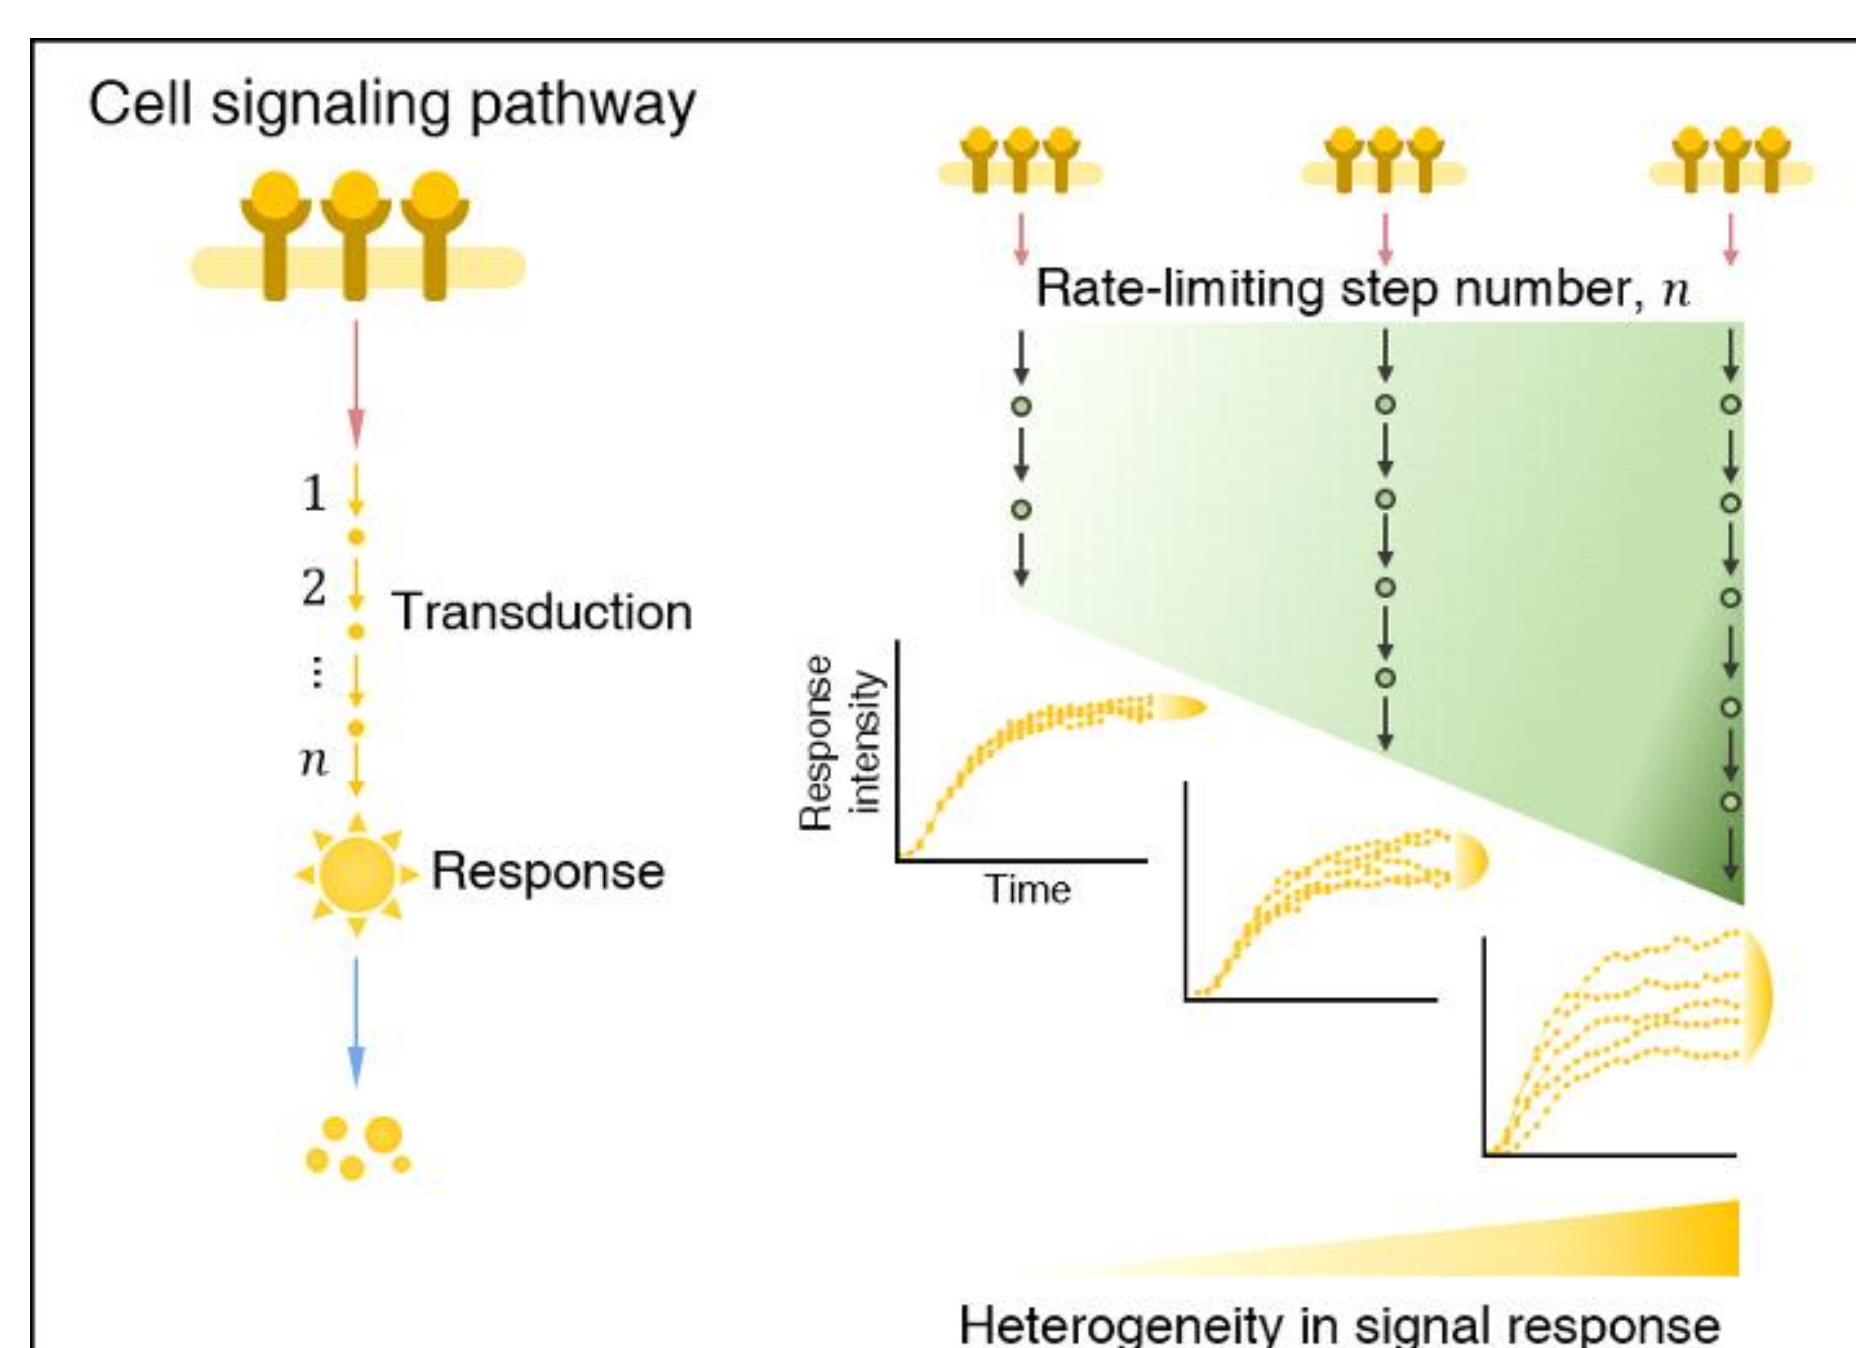 Cell signaling pathway
1
2
Transduction
...
n
Response
Rate-limiting step number, n
Response
intensity
Time
Heterogeneity in signal response